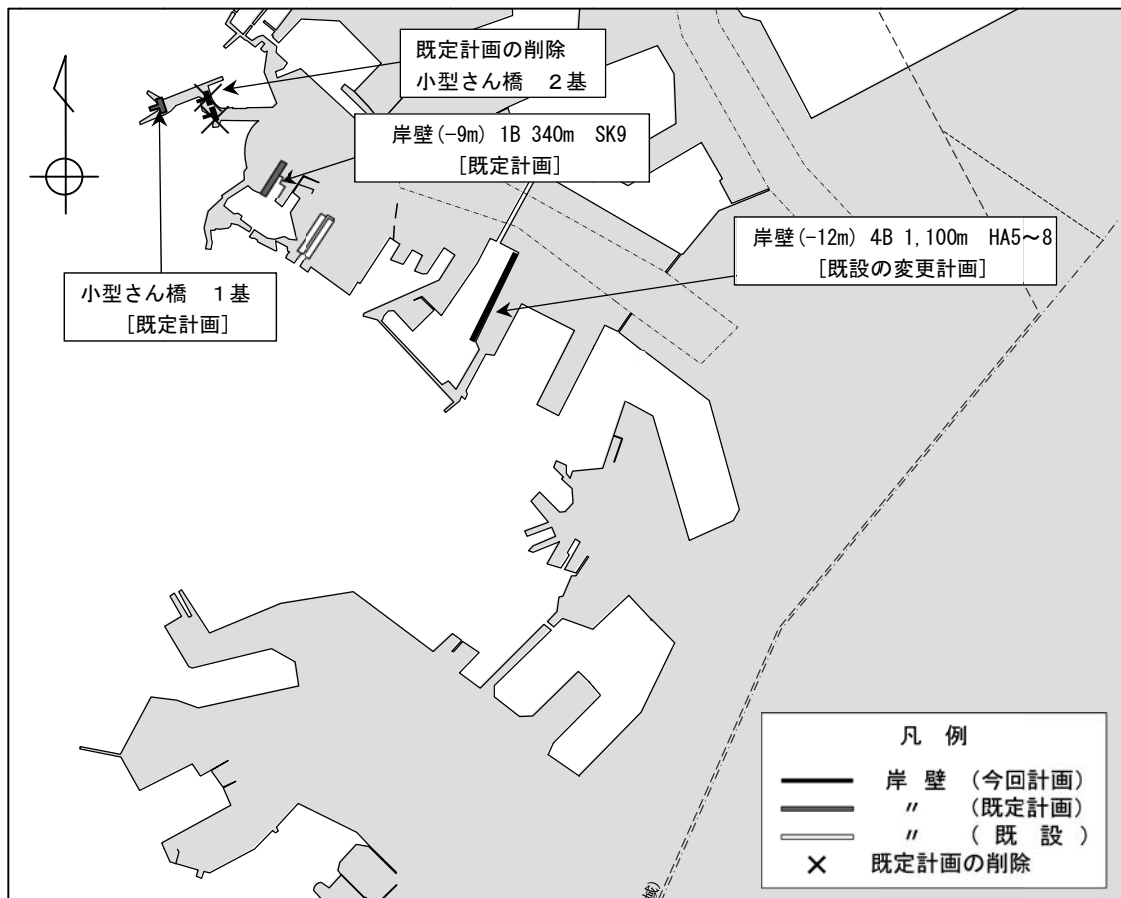 既定計画の削除
小型さん橋 2基
岸壁(-9m) 1B 340m SK9
[既定計画]
岸壁(-12m) 4B 1,100m HA5～8
[既設の変更計画]
小型さん橋 1基
[既定計画]
凡 例
岸 壁 (今回計画)
〃 (既定計画)
〃 (既 設)
× 既定計画の削除
域)